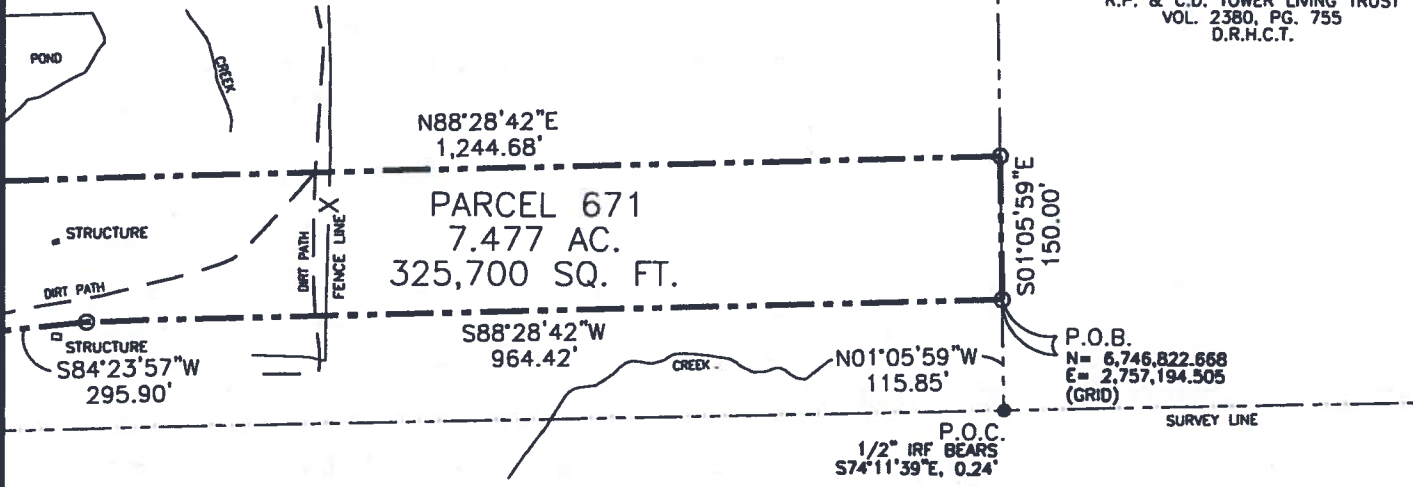 R.P. & C.D. TOWER LIVING TRUST
VOL. 2380, PG. 755
D.R.H.C.T.
POND
CREEK
N88°28'42"E
1,244.68'
S01°05'59"E
150.00'
PARCEL 671
7.477 AC.
325,700 SQ. FT.
STRUCTURE
DIRT PATH
FENCE LINE
X
DIRT PATH
STRUCTURE
S84°23'57"W
295.90'
S88°28'42"W
964.42'
CREEK
N01°05'59"W
115.85'
P.O.B.
N= 6,746,822.668
E= 2,757,194.505
(GRID)
SURVEY LINE
P.O.C.
1/2" IRF BEARS
S74°11'39"E, 0.24'